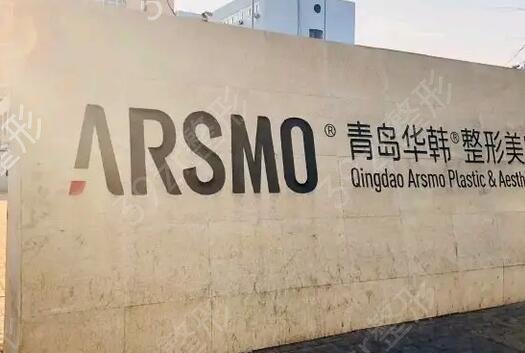 ARSMO® 青岛华韩®整形美
Qingdao Arsmo Plastic & Aesth